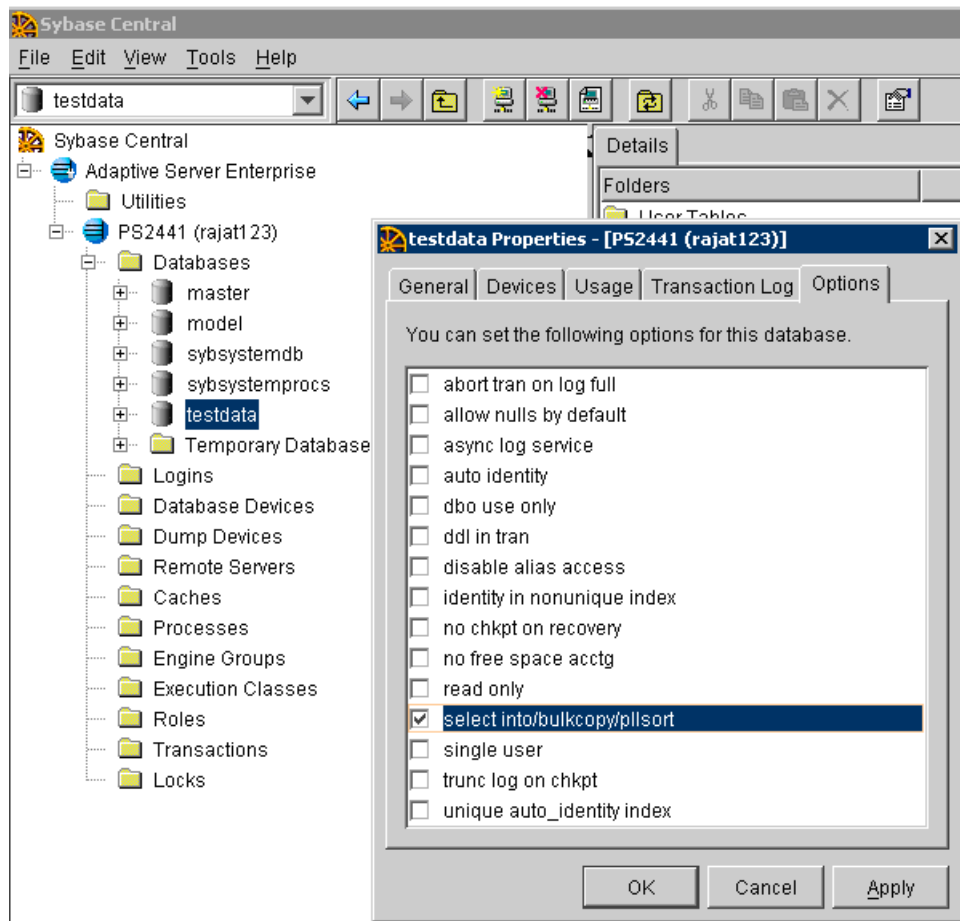 Sybase Central
File Edit View Tools Help
testdata
Sybase Central
Adaptive Server Enterprise
Utilities
PS2441 (rajat123)
Databases
master
model
sybsystemdb
sybsystemprocs
testdata
Temporary Database
Logins
Database Devices
Dump Devices
Remote Servers
Caches
Processes
Engine Groups
Execution Classes
Roles
Transactions
Locks
Details
Folders
User Tables
testdata Properties - [PS2441 (rajat123)]
General Devices Usage Transaction Log Options
You can set the following options for this database.
abort tran on log full
allow nulls by default
async log service
auto identity
dbo use only
ddl in tran
disable alias access
identity in nonunique index
no chkpt on recovery
no free space acctg
read only
select into/bulkcopy/pllsort
single user
trunc log on chkpt
unique auto_identity index
OK Cancel Apply